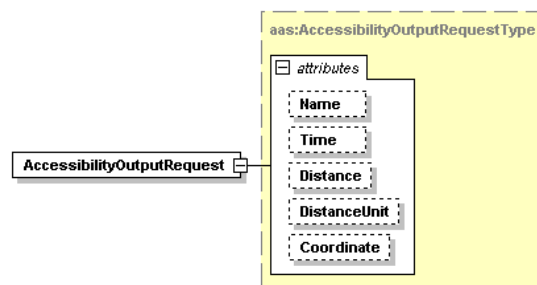 aas:AccessibilityOutputRequestType
attributes
Name
Time
AccessibilityOutputRequest
Distance
DistanceUnit
Coordinate